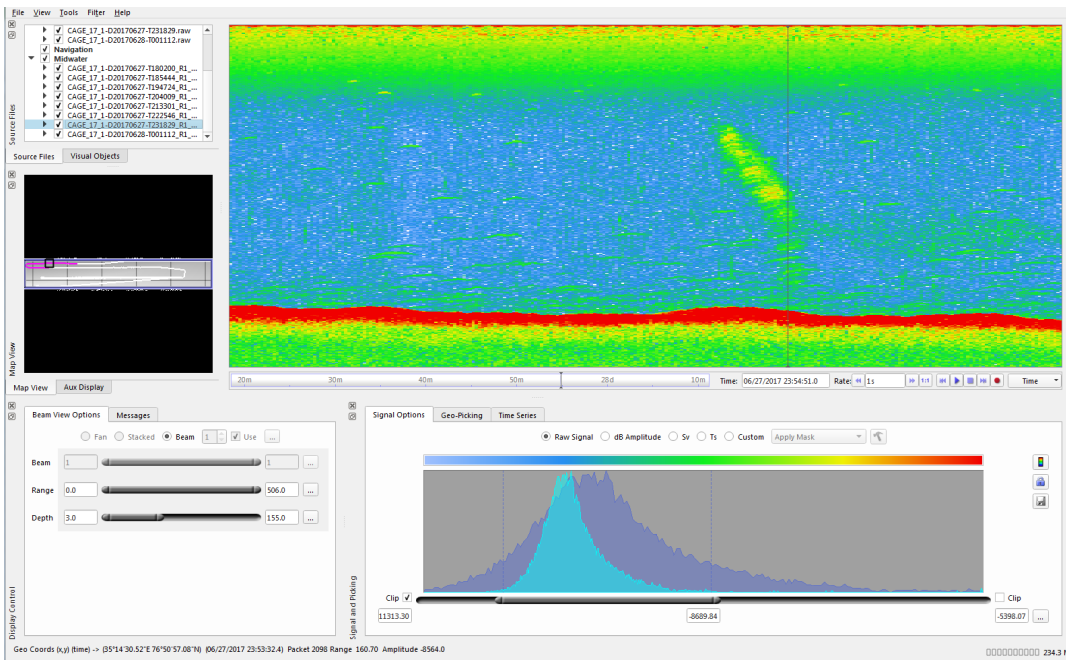 File View Tools Filter Help
CAGE_17_1-D20170627-T231829.raw
CAGE_17_1-D20170628-T001112.raw
Navigation
Midwater
CAGE_17_1-D20170627-T180200_R1_...
CAGE_17_1-D20170627-T185444_R1_...
CAGE_17_1-D20170627-T194724_R1_...
CAGE_17_1-D20170627-T204009_R1_...
CAGE_17_1-D20170627-T213301_R1_...
CAGE_17_1-D20170627-T222546_R1_...
CAGE_17_1-D20170627-T231829_R1_...
CAGE_17_1-D20170628-T001112_R1_...
Source Files
Source Files Visual Objects
Map View
Map View Aux Display
20m 30m 40m 50m 28d 10m Time: 06/27/2017 23:54:51.0 Rate: 1s 1:1 Time
Beam View Options Messages
Fan Stacked Beam 1 Use ...
Beam 1 1 ...
Range 0.0 506.0 ...
Depth 3.0 155.0 ...
Display Control
Signal Options Geo-Picking Time Series
Raw Signal dB Amplitude Sv Ts Custom Apply Mask
Clip Clip
11313.30 -8689.84 -5398.07 ...
Signal and Picking
Geo Coords (x,y) (time) -> (35°14'30.52"E 76°50'57.08"N) (06/27/2017 23:53:32.4) Packet 2098 Range 160.70 Amplitude -8564.0
234.3 M